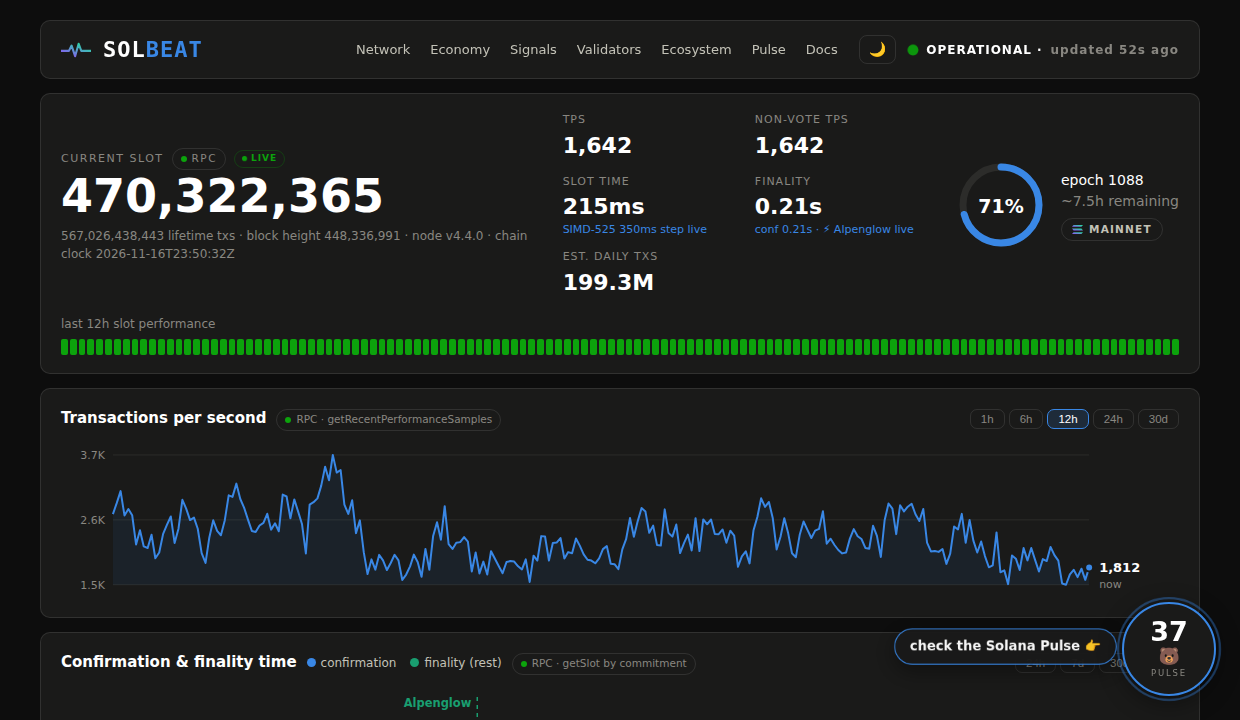 SOLBEAT
Network Economy Signals Validators Ecosystem Pulse Docs
OPERATIONAL · updated 52s ago
CURRENT SLOT RPC LIVE
470,322,365
567,026,438,443 lifetime txs · block height 448,336,991 · node v4.4.0 · chain
clock 2026-11-16T23:50:32Z
TPS
1,642
NON-VOTE TPS
1,642
SLOT TIME
215ms
SIMD-525 350ms step live
FINALITY
0.21s
conf 0.21s · ⚡ Alpenglow live
EST. DAILY TXS
199.3M
71%
epoch 1088
~7.5h remaining
MAINNET
last 12h slot performance
Transactions per second RPC · getRecentPerformanceSamples
1h 6h 12h 24h 30d
3.7K
2.6K
1.5K
1,812
now
Confirmation & finality time confirmation finality (rest) RPC · getSlot by commitment
check the Solana Pulse 👉
37
PULSE
Alpenglow